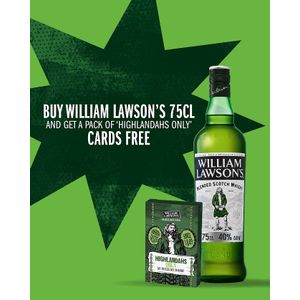 BUY WILLIAM LAWSON'S 75CL
AND GET A PACK OF 'HIGHLANDAHS ONLY'
CARDS FREE
WILLIAM
LAWSON'S
BLENDED SCOTCH WHISKY
75cl 40%
HIGHLANDAHS
ONLY